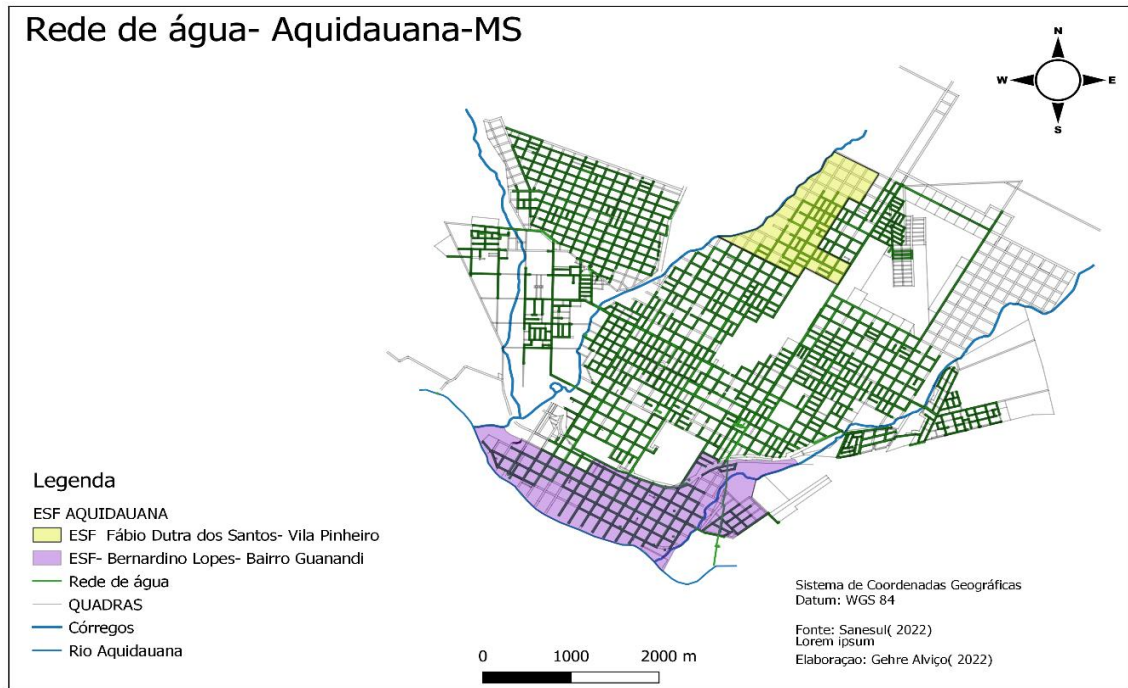 Rede de água- Aquidauana-MS
N
W
E
S
Legenda
ESF AQUIDAUANA
ESF Fábio Dutra dos Santos- Vila Pinheiro
ESF- Bernardino Lopes- Bairro Guanandi
Rede de água
QUADRAS
Córregos
Rio Aquidauana
0 1000 2000 m
Sistema de Coordenadas Geográficas
Datum: WGS 84
Fonte: Sanesul( 2022)
Lorem ipsum
Elaboraçao: Gehre Alviço( 2022)